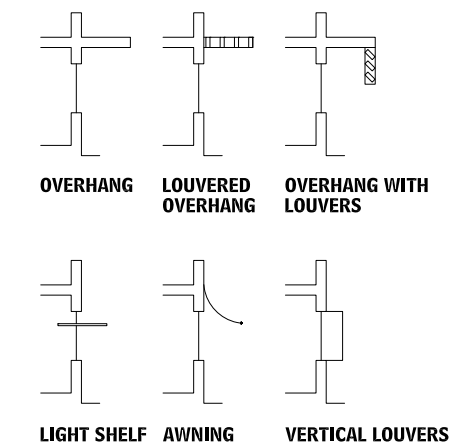 OVERHANG
LOUVERED
OVERHANG
OVERHANG WITH
LOUVERS
LIGHT SHELF
AWNING
VERTICAL LOUVERS